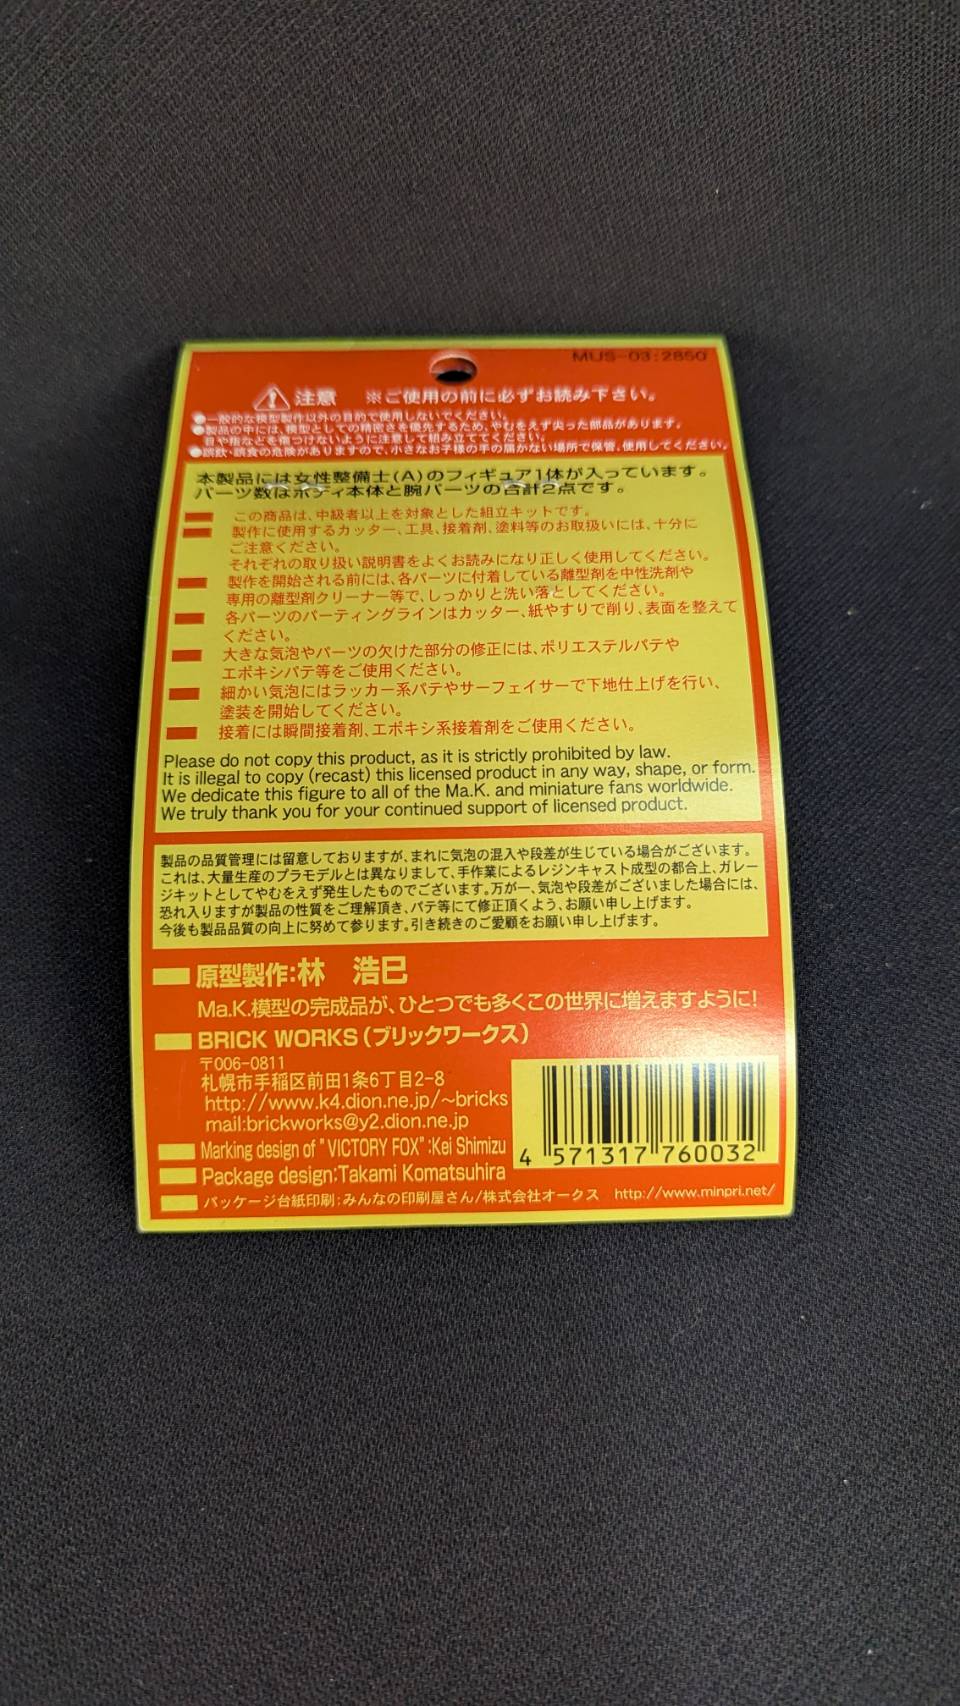 MUS-03:2850
注意 ※ご使用の前に必ずお読み下さい。
●一般的な模型製作以外の目的で使用しないでください。
●製品の中には、模型としての精密さを優先するため、やむをえず尖った部品があります。
目や指などを傷つけないように注意して組み立ててください。
●誤飲・誤食の危険がありますので、小さなお子様の手の届かない場所で保管、使用してください。
本製品には女性整備士(A)のフィギュア1体が入っています。
パーツ数はボディ本体と腕パーツの合計2点です。
この商品は、中級者以上を対象とした組立キットです。
製作に使用するカッター、工具、接着剤、塗料等のお取扱いには、十分に
ご注意ください。
それぞれの取り扱い説明書をよくお読みになり正しく使用してください。
製作を開始される前には、各パーツに付着している離型剤を中性洗剤や
専用の離型剤クリーナー等で、しっかりと洗い落としてください。
各パーツのパーティングラインはカッター、紙やすりで削り、表面を整えて
ください。
大きな気泡やパーツの欠けた部分の修正には、ポリエステルパテや
エポキシパテ等をご使用ください。
細かい気泡にはラッカー系パテやサーフェイサーで下地仕上げを行い、
塗装を開始してください。
接着には瞬間接着剤、エポキシ系接着剤をご使用ください。
Please do not copy this product, as it is strictly prohibited by law.
It is illegal to copy (recast) this licensed product in any way, shape, or form.
We dedicate this figure to all of the Ma.K. and miniature fans worldwide.
We truly thank you for your continued support of licensed product.
製品の品質管理には留意しておりますが、まれに気泡の混入や段差が生じている場合がございます。
これは、大量生産のプラモデルとは異なりまして、手作業によるレジンキャスト成型の都合上、ガレー
ジキットとしてやむをえず発生したものでございます。万が一、気泡や段差がございました場合には、
恐れ入りますが製品の性質をご理解頂き、パテ等にて修正頂くよう、お願い申し上げます。
今後も製品品質の向上に努めて参ります。引き続きのご愛顧をお願い申し上げます。
原型製作:林 浩巳
Ma.K.模型の完成品が、ひとつでも多くこの世界に増えますように!
BRICK WORKS(ブリックワークス)
〒006-0811
札幌市手稲区前田1条6丁目2-8
http://www.k4.dion.ne.jp/~bricks
mail:brickworks@y2.dion.ne.jp
Marking design of "VICTORY FOX":Kei Shimizu
Package design:Takami Komatsuhira
パッケージ台紙印刷:みんなの印刷屋さん/株式会社オークス http://www.minpri.net/
4 571317 760032